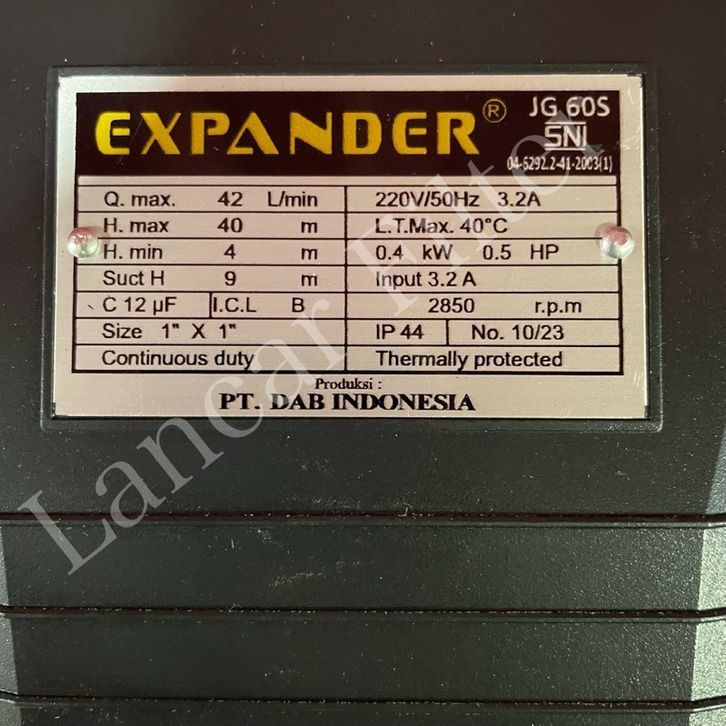 EXPANDER® JG 60S
SNI
04-6292.2-41-2003(1)
Q. max. 42 L/min 220V/50Hz 3.2A
H. max 40 m L.T.Max. 40°C
H. min 4 m 0.4 kW 0.5 HP
Suct H 9 m Input 3.2 A
C 12 µF I.C.L B 2850 r.p.m
Size 1" X 1" IP 44 No. 10/23
Continuous duty Thermally protected
Produksi :
PT. DAB INDONESIA
Lancar Filter